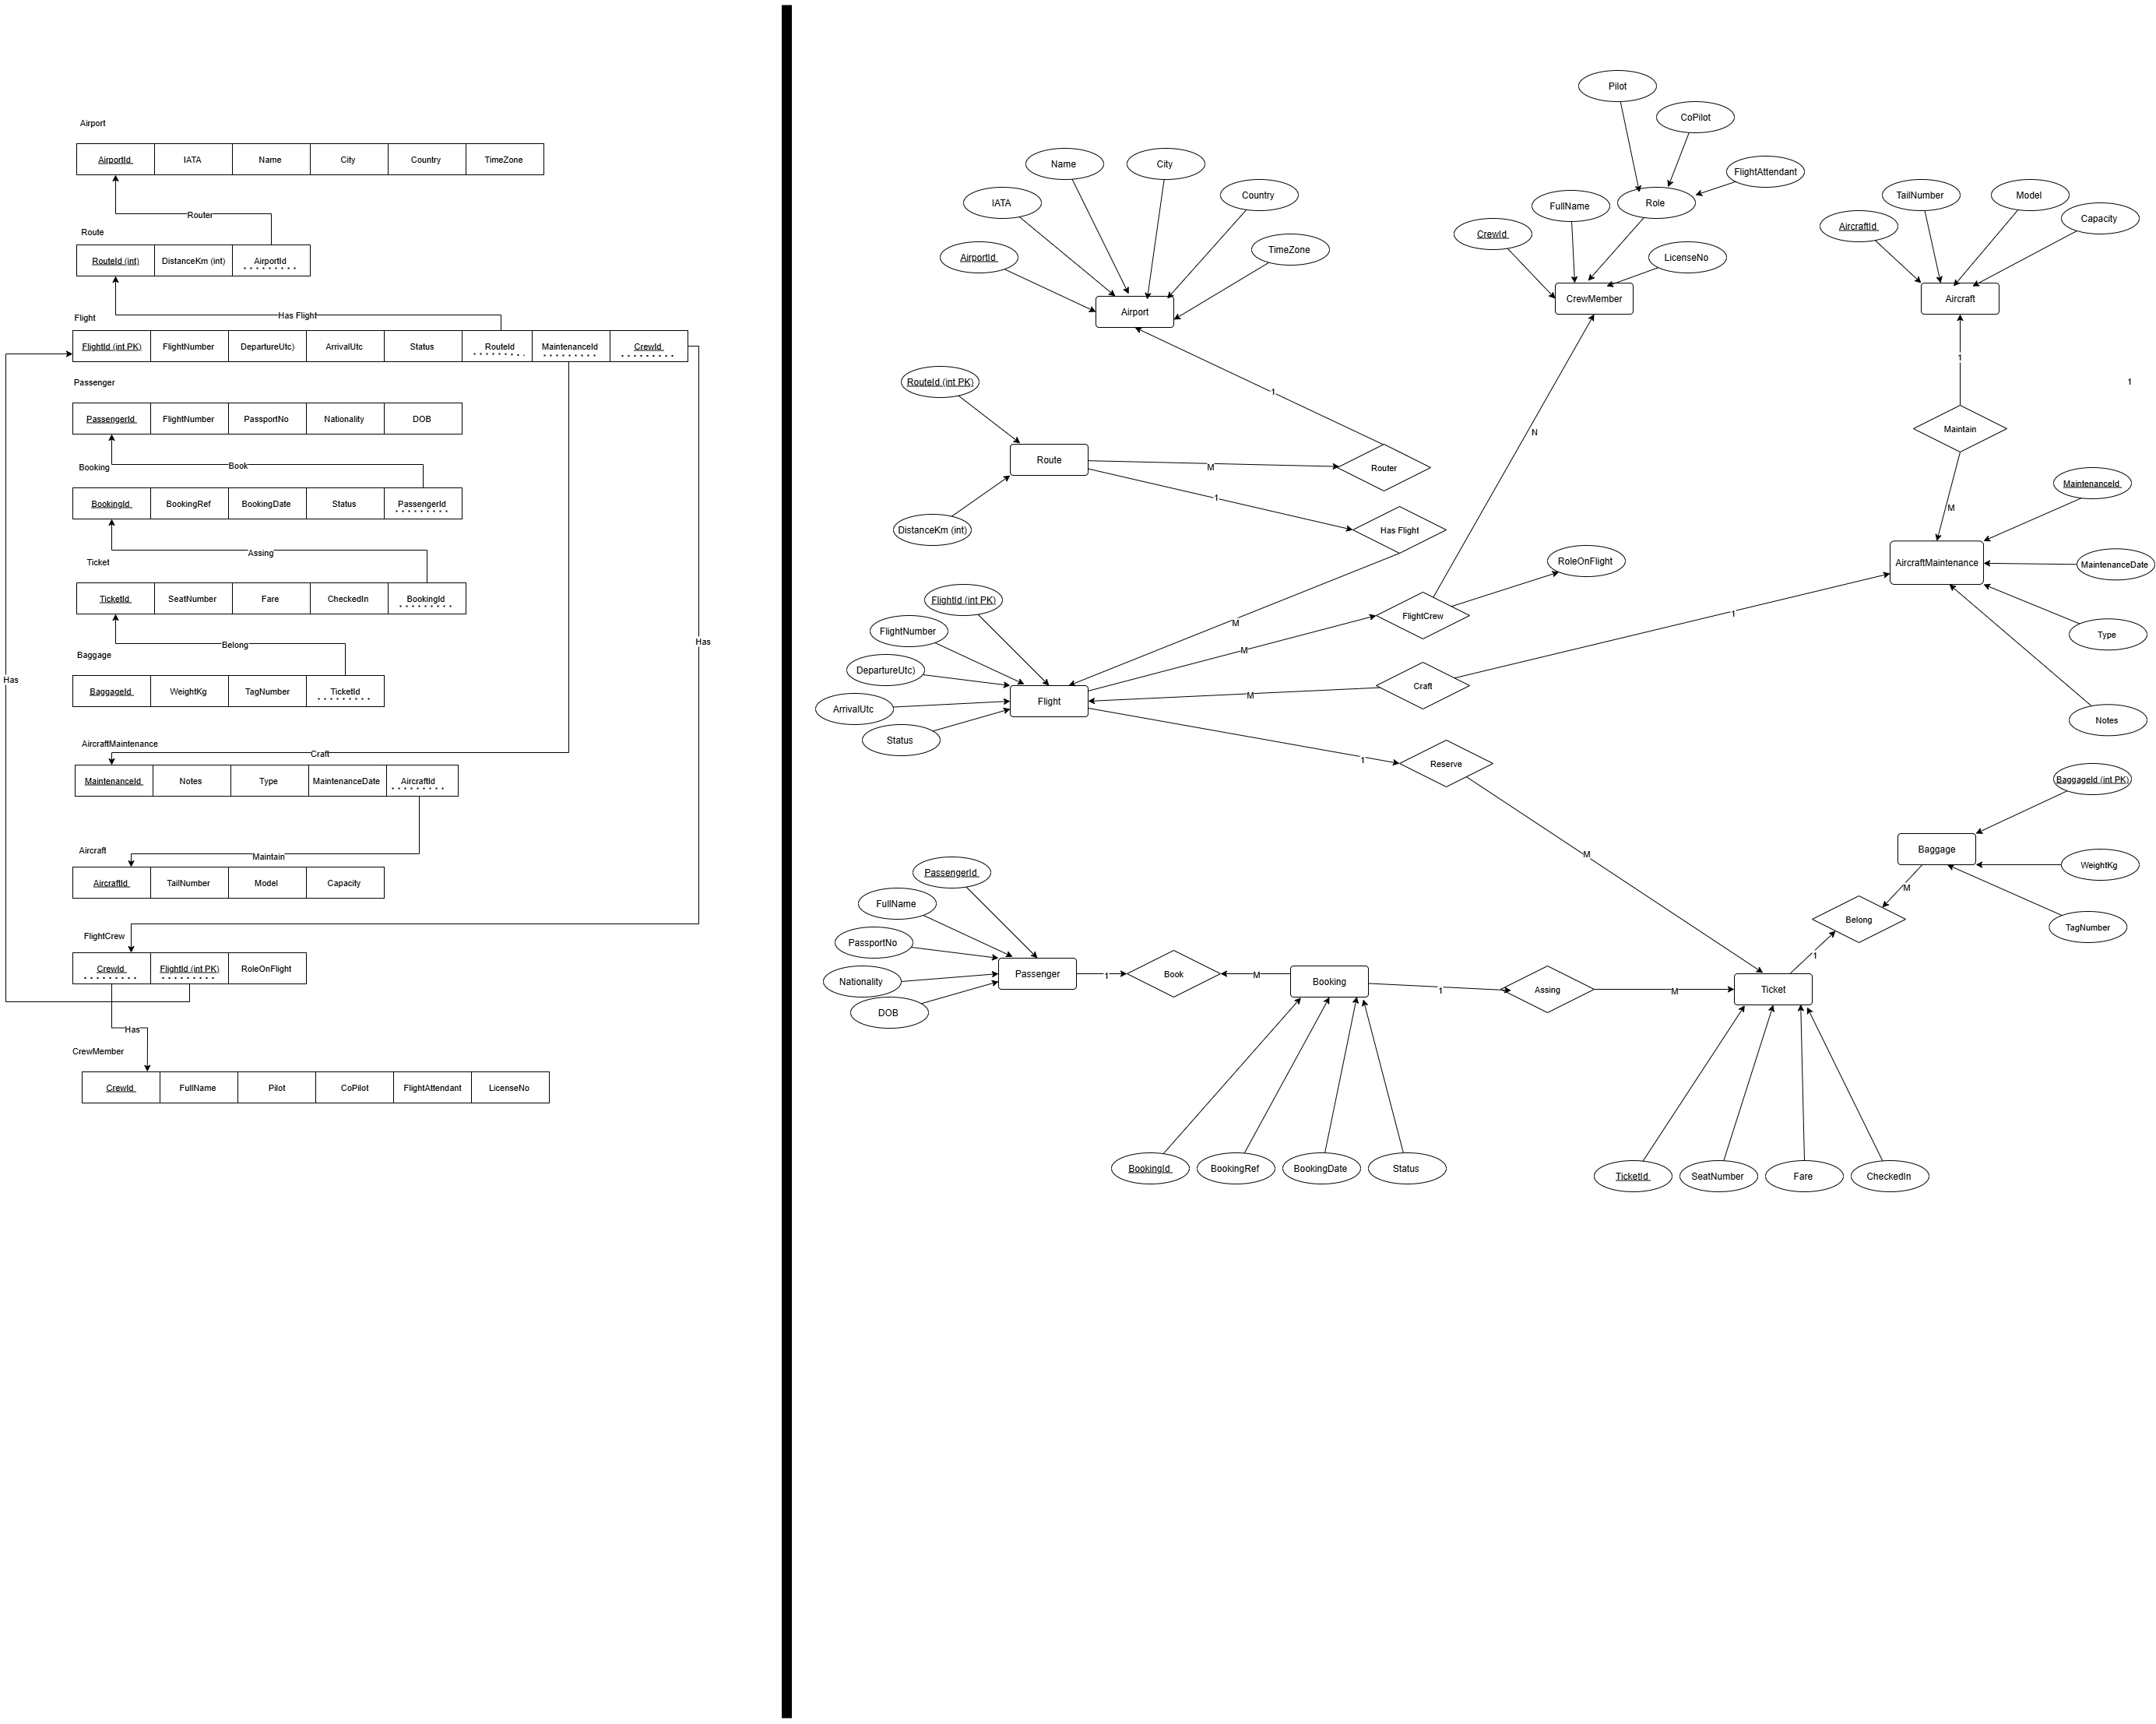 Airport
AirportId IATA Name City Country TimeZone
Router
Route
RouteId (int) DistanceKm (int) AirportId
Has Flight
Flight
FlightId (int PK) FlightNumber DepartureUtc) ArrivalUtc Status RouteId MaintenanceId CrewId
Passenger
PassengerId FlightNumber PassportNo Nationality DOB
Book
Booking
BookingId BookingRef BookingDate Status PassengerId
Assing
Ticket
TicketId SeatNumber Fare CheckedIn BookingId
Has
Belong
Baggage
Has
BaggageId WeightKg TagNumber TicketId
AircraftMaintenance
Craft
MaintenanceId Notes Type MaintenanceDate AircraftId
Aircraft
Maintain
AircraftId TailNumber Model Capacity
FlightCrew
CrewId FlightId (int PK) RoleOnFlight
Has
CrewMember
CrewId FullName Pilot CoPilot FlightAttendant LicenseNo
Name
City
IATA
Country
AirportId
TimeZone
Airport
Pilot
CoPilot
FlightAttendant
FullName
Role
CrewId
LicenseNo
CrewMember
TailNumber
Model
AircraftId
Capacity
Aircraft
1
1
Maintain
M
MaintenanceId
AircraftMaintenance
MaintenanceDate
Type
Notes
RouteId (int PK)
1
Route
M
Router
1
DistanceKm (int)
Has Flight
N
RoleOnFlight
FlightId (int PK)
FlightNumber
DepartureUtc)
ArrivalUtc
Status
Flight
M
M
FlightCrew
1
Craft
M
1
Reserve
M
BaggageId (int PK)
Baggage
WeightKg
TagNumber
M
Belong
1
PassengerId
FullName
PassportNo
Nationality
DOB
Passenger
1
Book
M
Booking
1
Assing
M
Ticket
BookingId
BookingRef
BookingDate
Status
TicketId
SeatNumber
Fare
CheckedIn